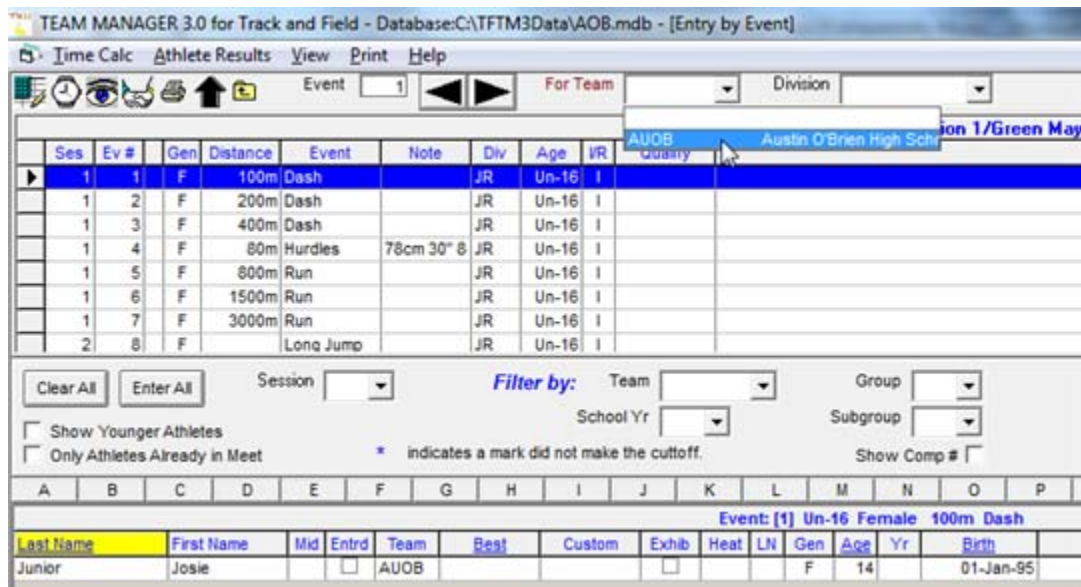 TEAM MANAGER 3.0 for Track and Field - Database:C:\TFTM3Data\AOB.mdb - [Entry by Event]
Time Calc Athlete Results View Print Help
Event 1 For Team Division
AUOB Austin O'Brien High Scho
ion 1/Green May
Ses Ev # Gen Distance Event Note Div Age I/R Qualify
1 1 F 100m Dash JR Un-16 I
1 2 F 200m Dash JR Un-16 I
1 3 F 400m Dash JR Un-16 I
1 4 F 80m Hurdles 78cm 30" 8 JR Un-16 I
1 5 F 800m Run JR Un-16 I
1 6 F 1500m Run JR Un-16 I
1 7 F 3000m Run JR Un-16 I
2 8 F Long Jump JR Un-16 I
Clear All Enter All Session Filter by: Team Group
School Yr Subgroup
Show Younger Athletes
Only Athletes Already in Meet * indicates a mark did not make the cuttoff. Show Comp #
A B C D E F G H I J K L M N O P
Event: [1] Un-16 Female 100m Dash
Last Name First Name Mid Entrd Team Best Custom Exhib Heat LN Gen Age Yr Birth
Junior Josie AUOB F 14 01-Jan-95